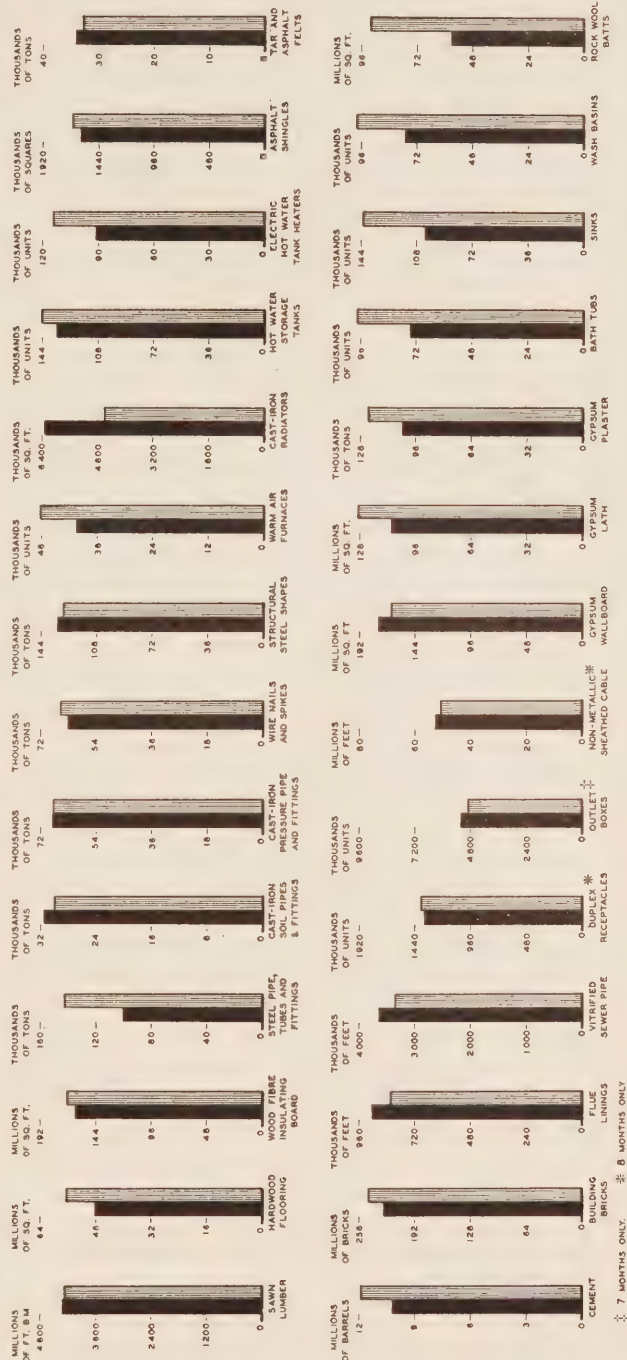 MILLIONS
OF FT. B.M
4800
3600
2400
1200
0
SAWN
LUMBER
MILLIONS
OF SQ. FT.
64
48
32
16
0
HARDWOOD
FLOORING
MILLIONS
OF SQ. FT.
192
144
96
48
0
WOOD FIBRE
INSULATING
BOARD
THOUSANDS
OF TONS
160
120
80
40
0
STEEL PIPE,
TUBES AND
FITTINGS
THOUSANDS
OF TONS
32
24
16
8
0
CAST-IRON
SOIL PIPES
& FITTINGS
THOUSANDS
OF TONS
72
54
36
18
0
CAST-IRON
PRESSURE PIPE
AND FITTINGS
THOUSANDS
OF TONS
72
54
36
18
0
WIRE NAILS
AND SPIKES
THOUSANDS
OF TONS
144
108
72
36
0
STRUCTURAL
STEEL SHAPES
THOUSANDS
OF UNITS
48
36
24
12
0
WARM AIR
FURNACES
THOUSANDS
OF SQ. FT.
6400
4800
3200
1600
0
CAST-IRON
RADIATORS
THOUSANDS
OF UNITS
144
108
72
36
0
HOT WATER
STORAGE
TANKS
THOUSANDS
OF UNITS
120
90
60
30
0
ELECTRIC
HOT WATER
TANK HEATERS
THOUSANDS
OF SQUARES
1920
1440
960
480
0
ASPHALT
SHINGLES
THOUSANDS
OF TONS
40
30
20
10
0
TAR AND
ASPHALT
FELTS
MILLIONS
OF BARRELS
12
9
6
3
0
CEMENT
MILLIONS
OF BRICKS
256
192
128
64
0
BUILDING
BRICKS
THOUSANDS
OF FEET
960
720
480
240
0
FLUE
LININGS
THOUSANDS
OF FEET
4000
3000
2000
1000
0
VITRIFIED
SEWER PIPE
THOUSANDS
OF UNITS
1920
1440
960
480
0
DUPLEX ※
RECEPTACLES
THOUSANDS
OF UNITS
9600
7200
4800
2400
0
OUTLET ⁜
BOXES
MILLIONS
OF FEET
80
60
40
20
0
NON-METALLIC※
SHEATHED CABLE
MILLIONS
OF SQ. FT
192
144
96
48
0
GYPSUM
WALLBOARD
MILLIONS
OF SQ. FT.
128
96
64
32
0
GYPSUM
LATH
THOUSANDS
OF TONS
128
96
64
32
0
GYPSUM
PLASTER
THOUSANDS
OF UNITS
96
72
48
24
0
BATH TUBS
THOUSANDS
OF UNITS
144
108
72
36
0
SINKS
THOUSANDS
OF UNITS
96
72
48
24
0
WASH BASINS
MILLIONS
OF SQ. FT.
96
72
48
24
0
ROCK WOOL
BATTS
⁜ 7 MONTHS ONLY. ※ 8 MONTHS ONLY